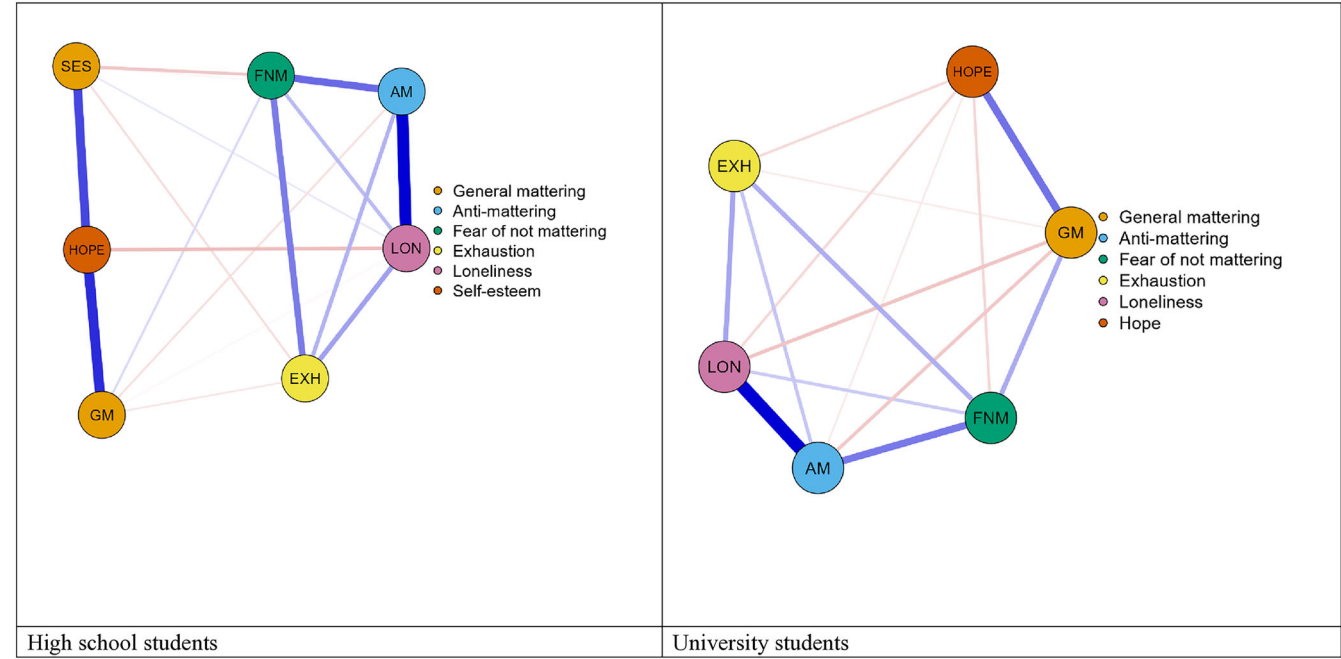 SES
FNM
AM
HOPE
LON
EXH
GM
General mattering
Anti-mattering
Fear of not mattering
Exhaustion
Loneliness
Self-esteem
High school students
HOPE
EXH
GM
LON
FNM
AM
General mattering
Anti-mattering
Fear of not mattering
Exhaustion
Loneliness
Hope
University students